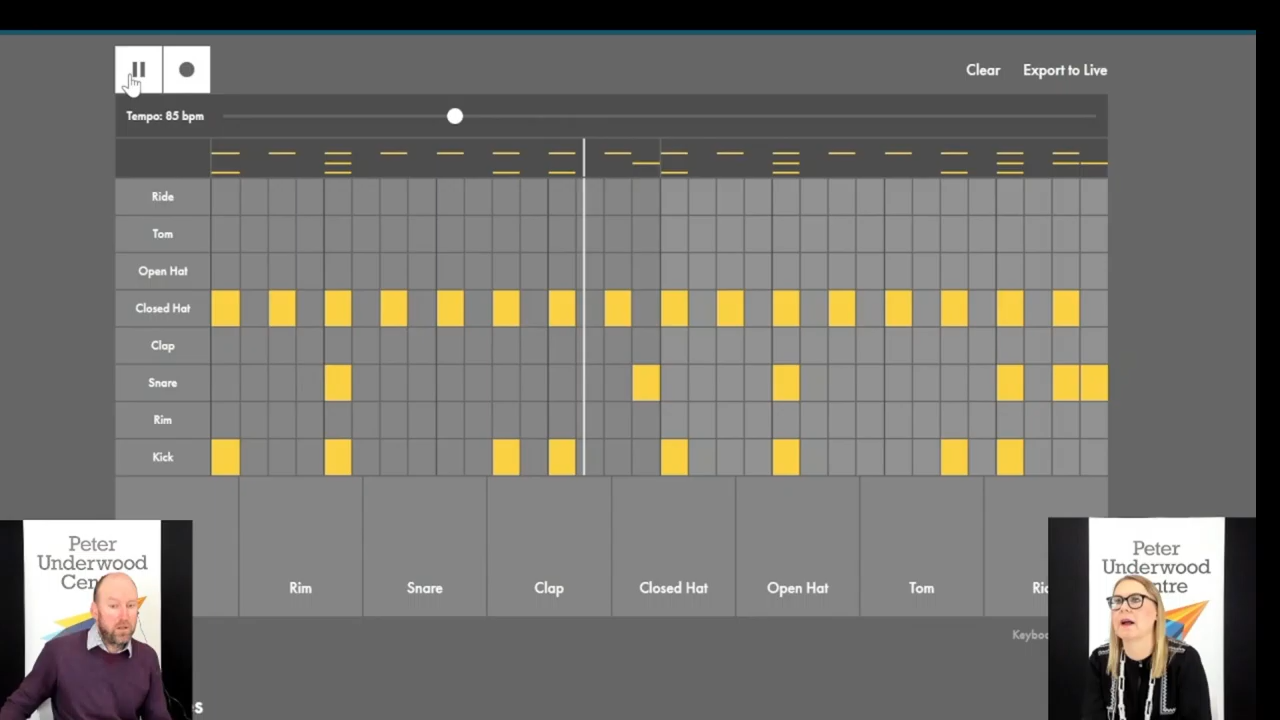 Clear
Export to Live
Tempo: 85 bpm
Ride
Tom
Open Hat
Closed Hat
Clap
Snare
Rim
Kick
Rim
Snare
Clap
Closed Hat
Open Hat
Tom
Peter
Underwood
Peter
Underwood